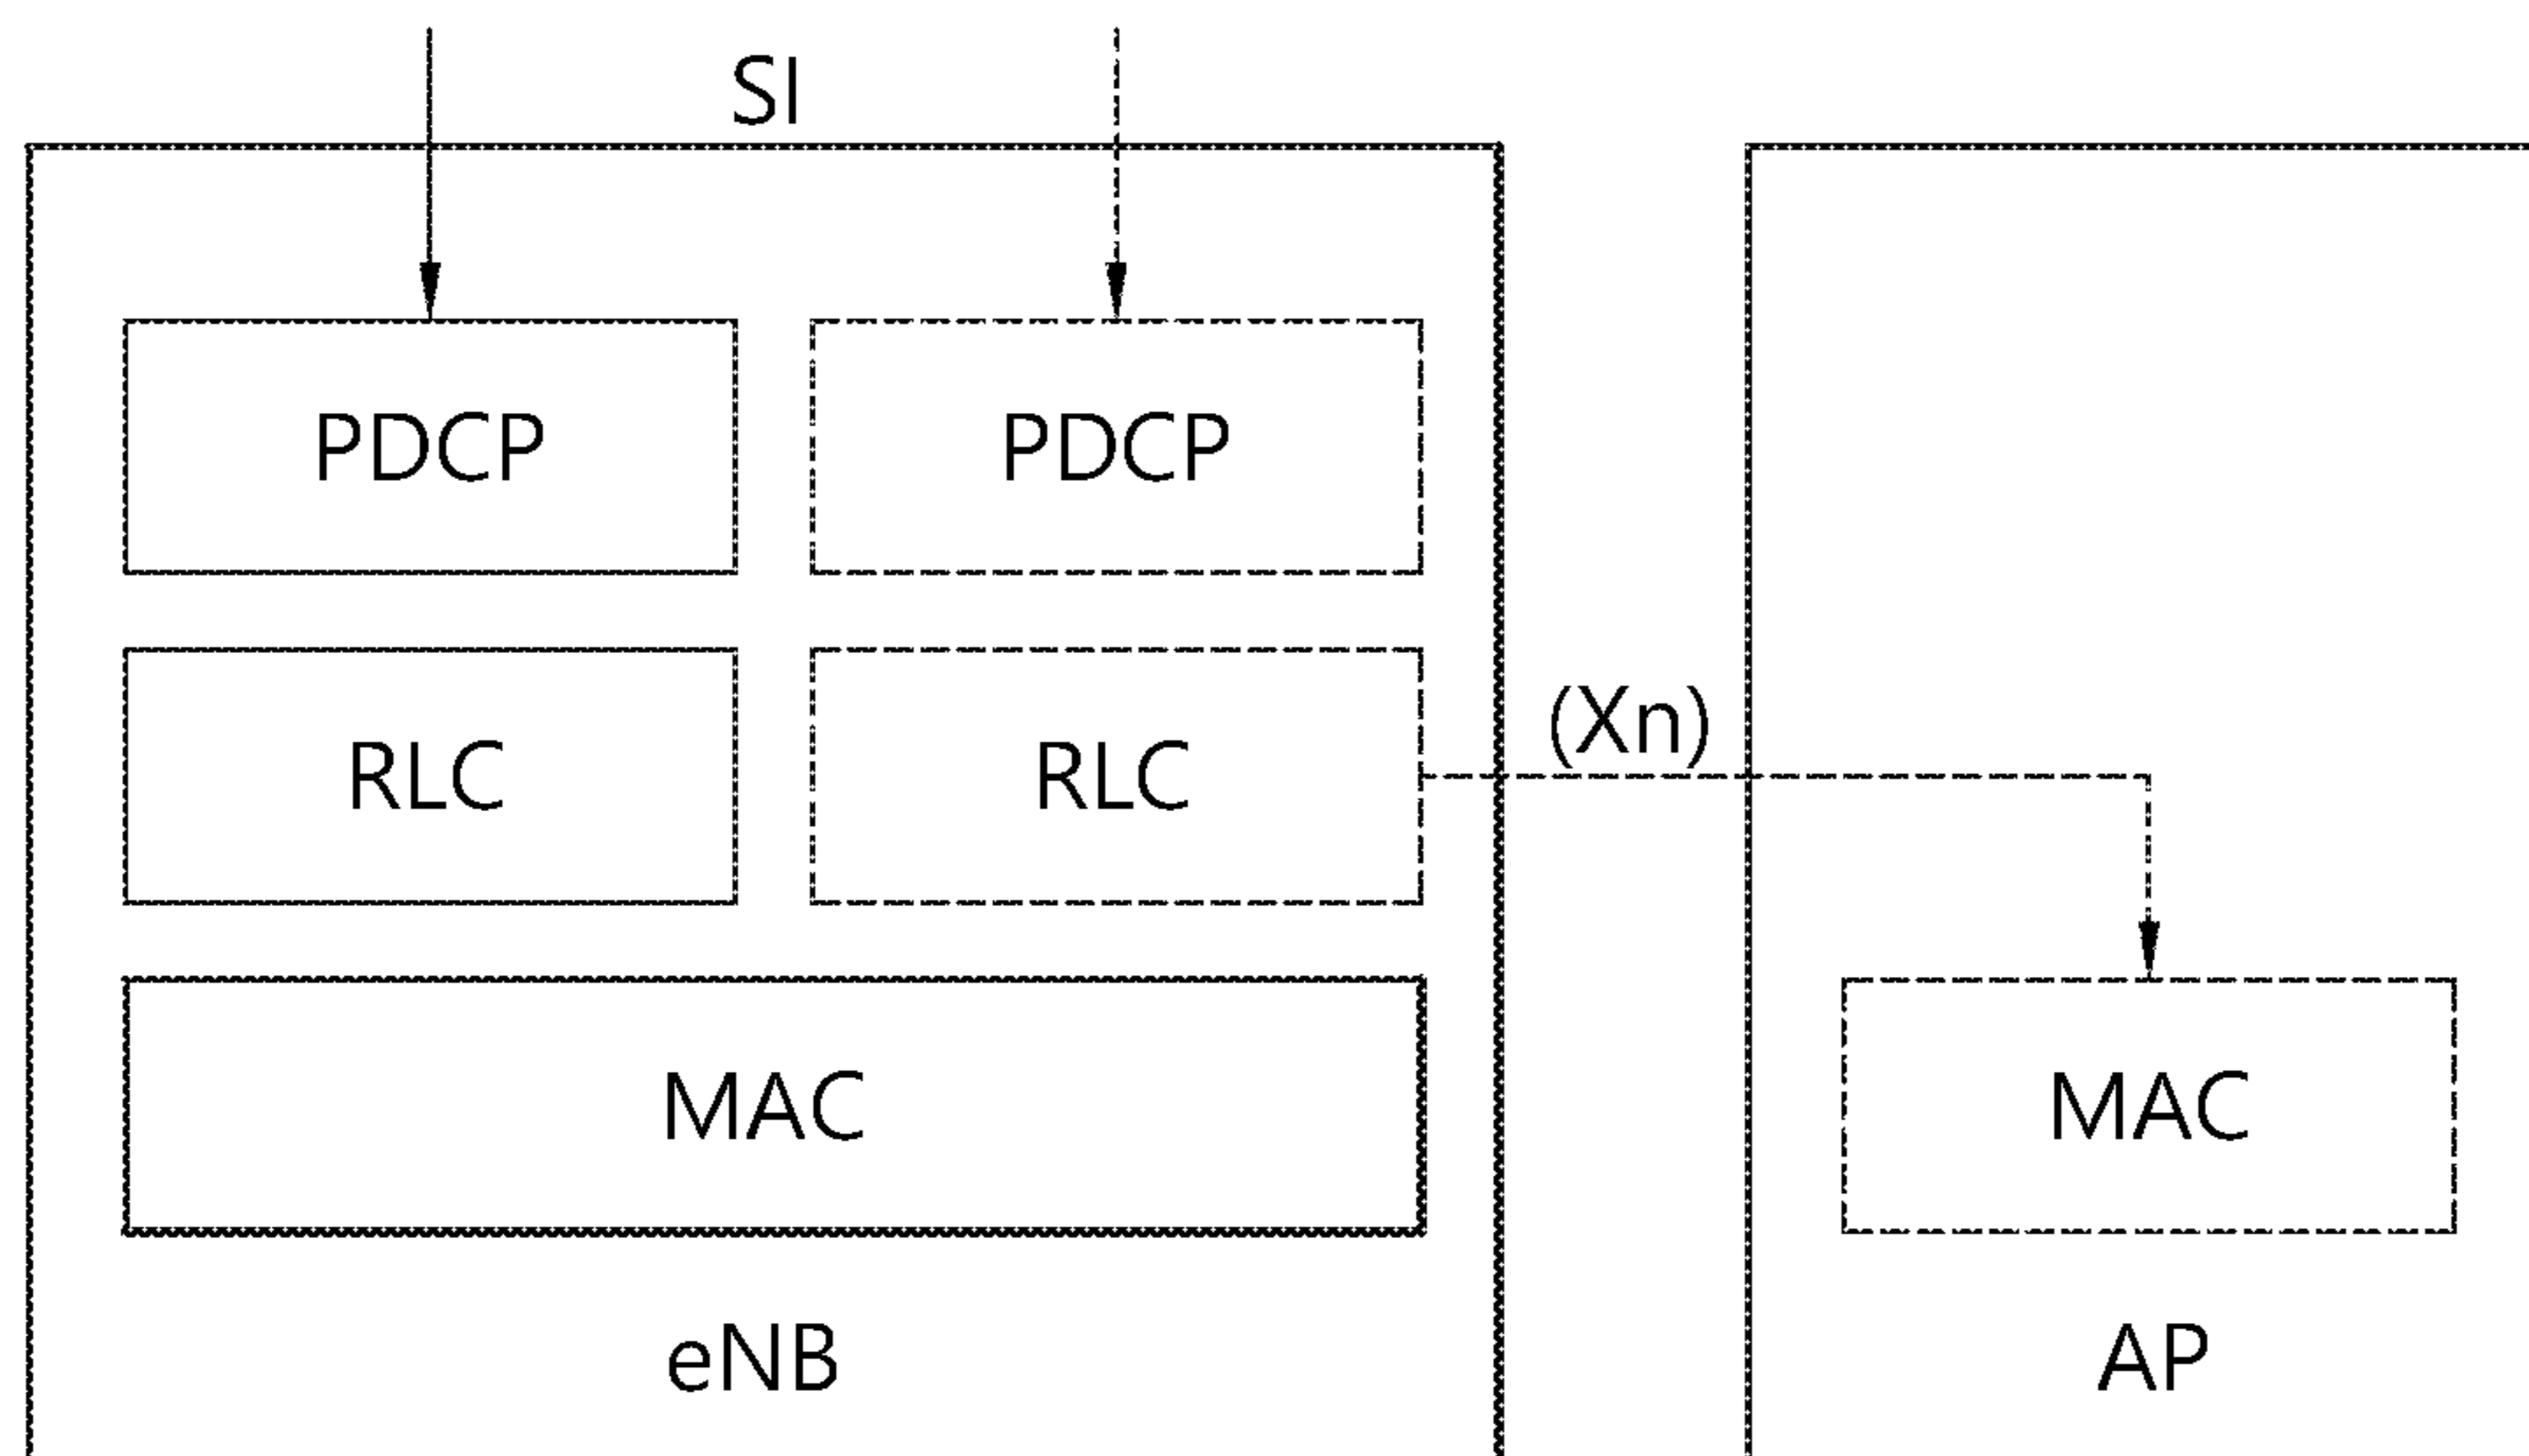 SI
PDCP PDCP
RLC RLC
(Xn)
MAC
MAC
eNB
AP